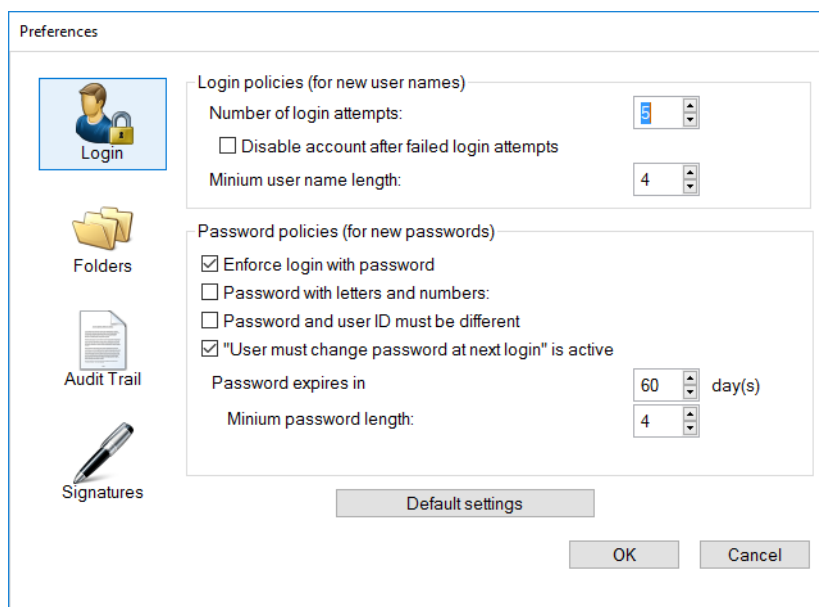 Preferences
Login
Folders
Audit Trail
Signatures
Login policies (for new user names)
Number of login attempts: 5
Disable account after failed login attempts
Minium user name length: 4
Password policies (for new passwords)
Enforce login with password
Password with letters and numbers:
Password and user ID must be different
"User must change password at next login" is active
Password expires in 60 day(s)
Minium password length: 4
Default settings
OK Cancel